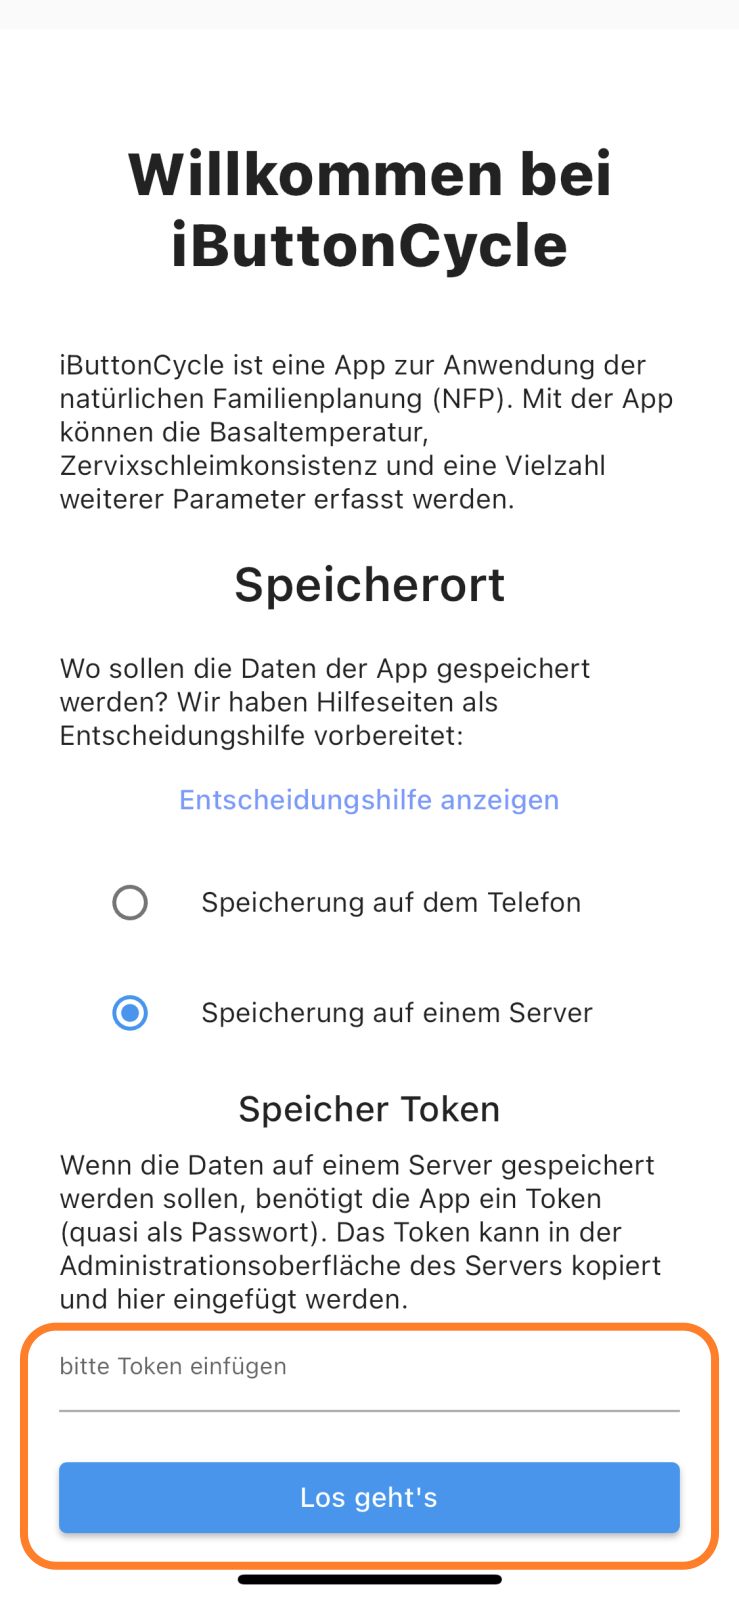 Willkommen bei
iButtonCycle
iButtonCycle ist eine App zur Anwendung der
natürlichen Familienplanung (NFP). Mit der App
können die Basaltemperatur,
Zervixschleimkonsistenz und eine Vielzahl
weiterer Parameter erfasst werden.
Speicherort
Wo sollen die Daten der App gespeichert
werden? Wir haben Hilfeseiten als
Entscheidungshilfe vorbereitet:
Entscheidungshilfe anzeigen
Speicherung auf dem Telefon
Speicherung auf einem Server
Speicher Token
Wenn die Daten auf einem Server gespeichert
werden sollen, benötigt die App ein Token
(quasi als Passwort). Das Token kann in der
Administrationsoberfläche des Servers kopiert
und hier eingefügt werden.
bitte Token einfügen
Los geht's